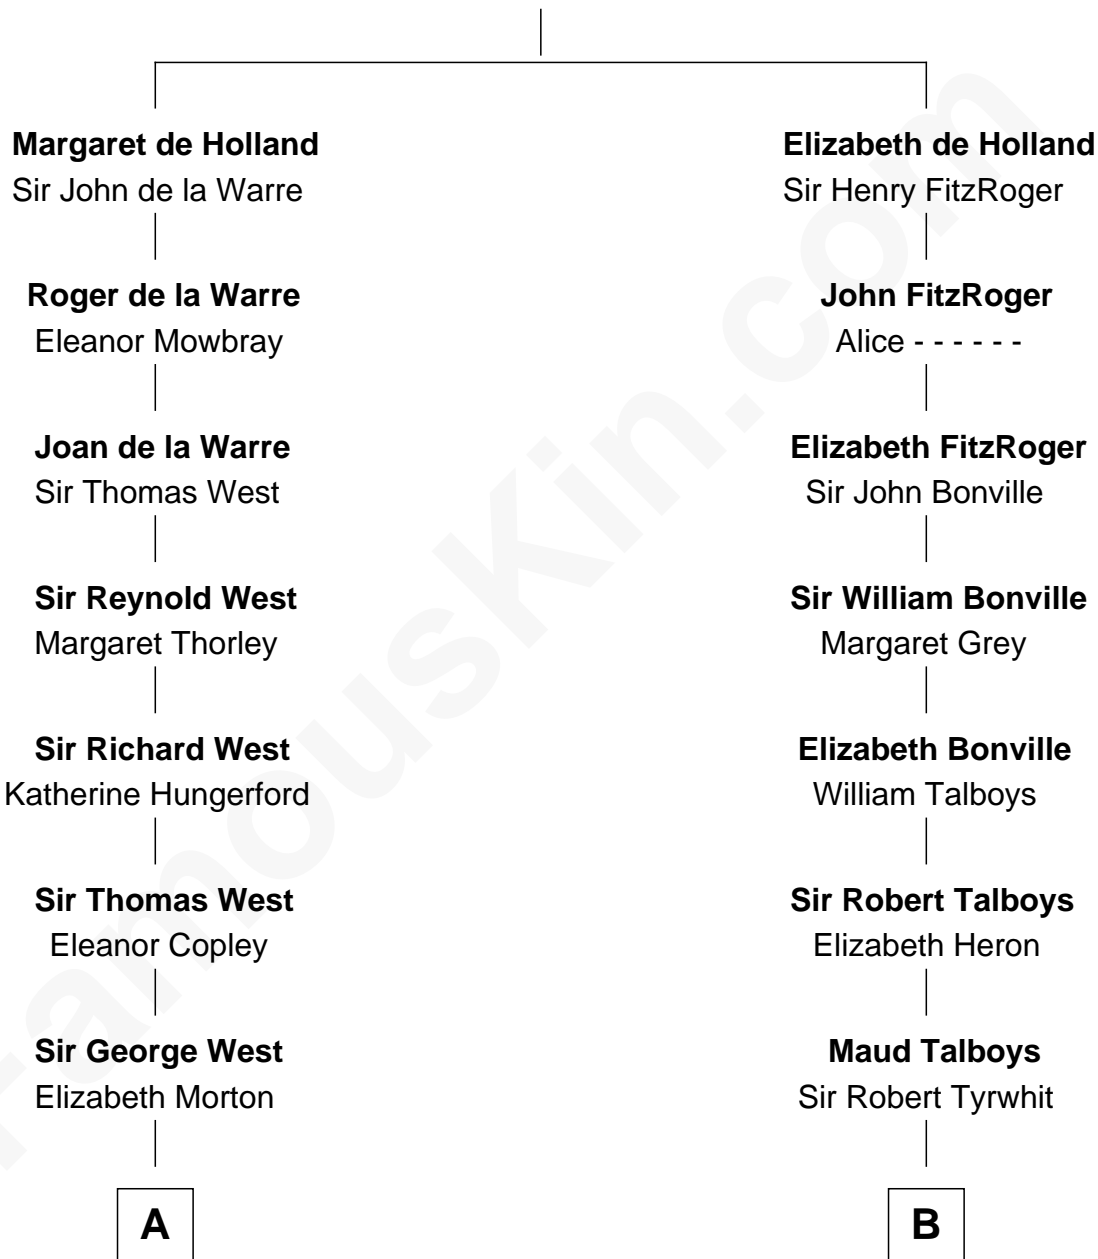 Margaret de Holland
Sir John de la Warre
Roger de la Warre
Eleanor Mowbray
Joan de la Warre
Sir Thomas West
Sir Reynold West
Margaret Thorley
Sir Richard West
Katherine Hungerford
Sir Thomas West
Eleanor Copley
Sir George West
Elizabeth Morton
A
Elizabeth de Holland
Sir Henry FitzRoger
John FitzRoger
Alice - - - - - -
Elizabeth FitzRoger
Sir John Bonville
Sir William Bonville
Margaret Grey
Elizabeth Bonville
William Talboys
Sir Robert Talboys
Elizabeth Heron
Maud Talboys
Sir Robert Tyrwhit
B
FamousKin.com